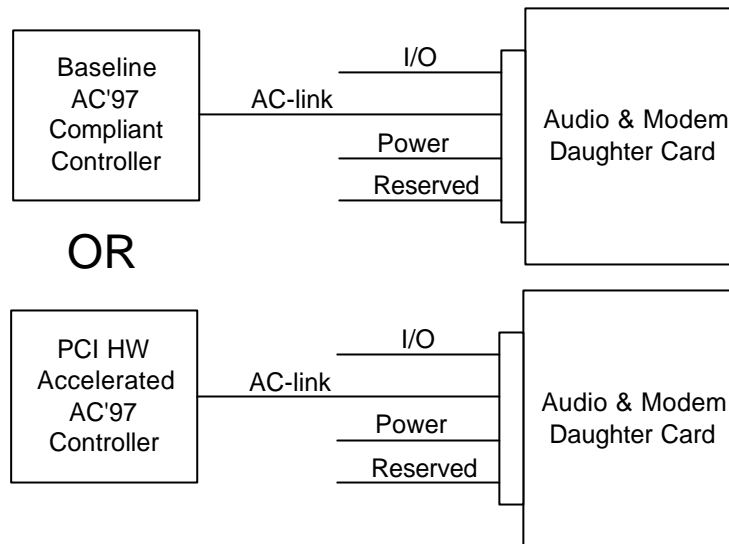 Baseline
AC'97
Compliant
Controller
I/O
AC-link
Power
Reserved
Audio & Modem
Daughter Card
OR
PCI HW
Accelerated
AC'97
Controller
I/O
AC-link
Power
Reserved
Audio & Modem
Daughter Card